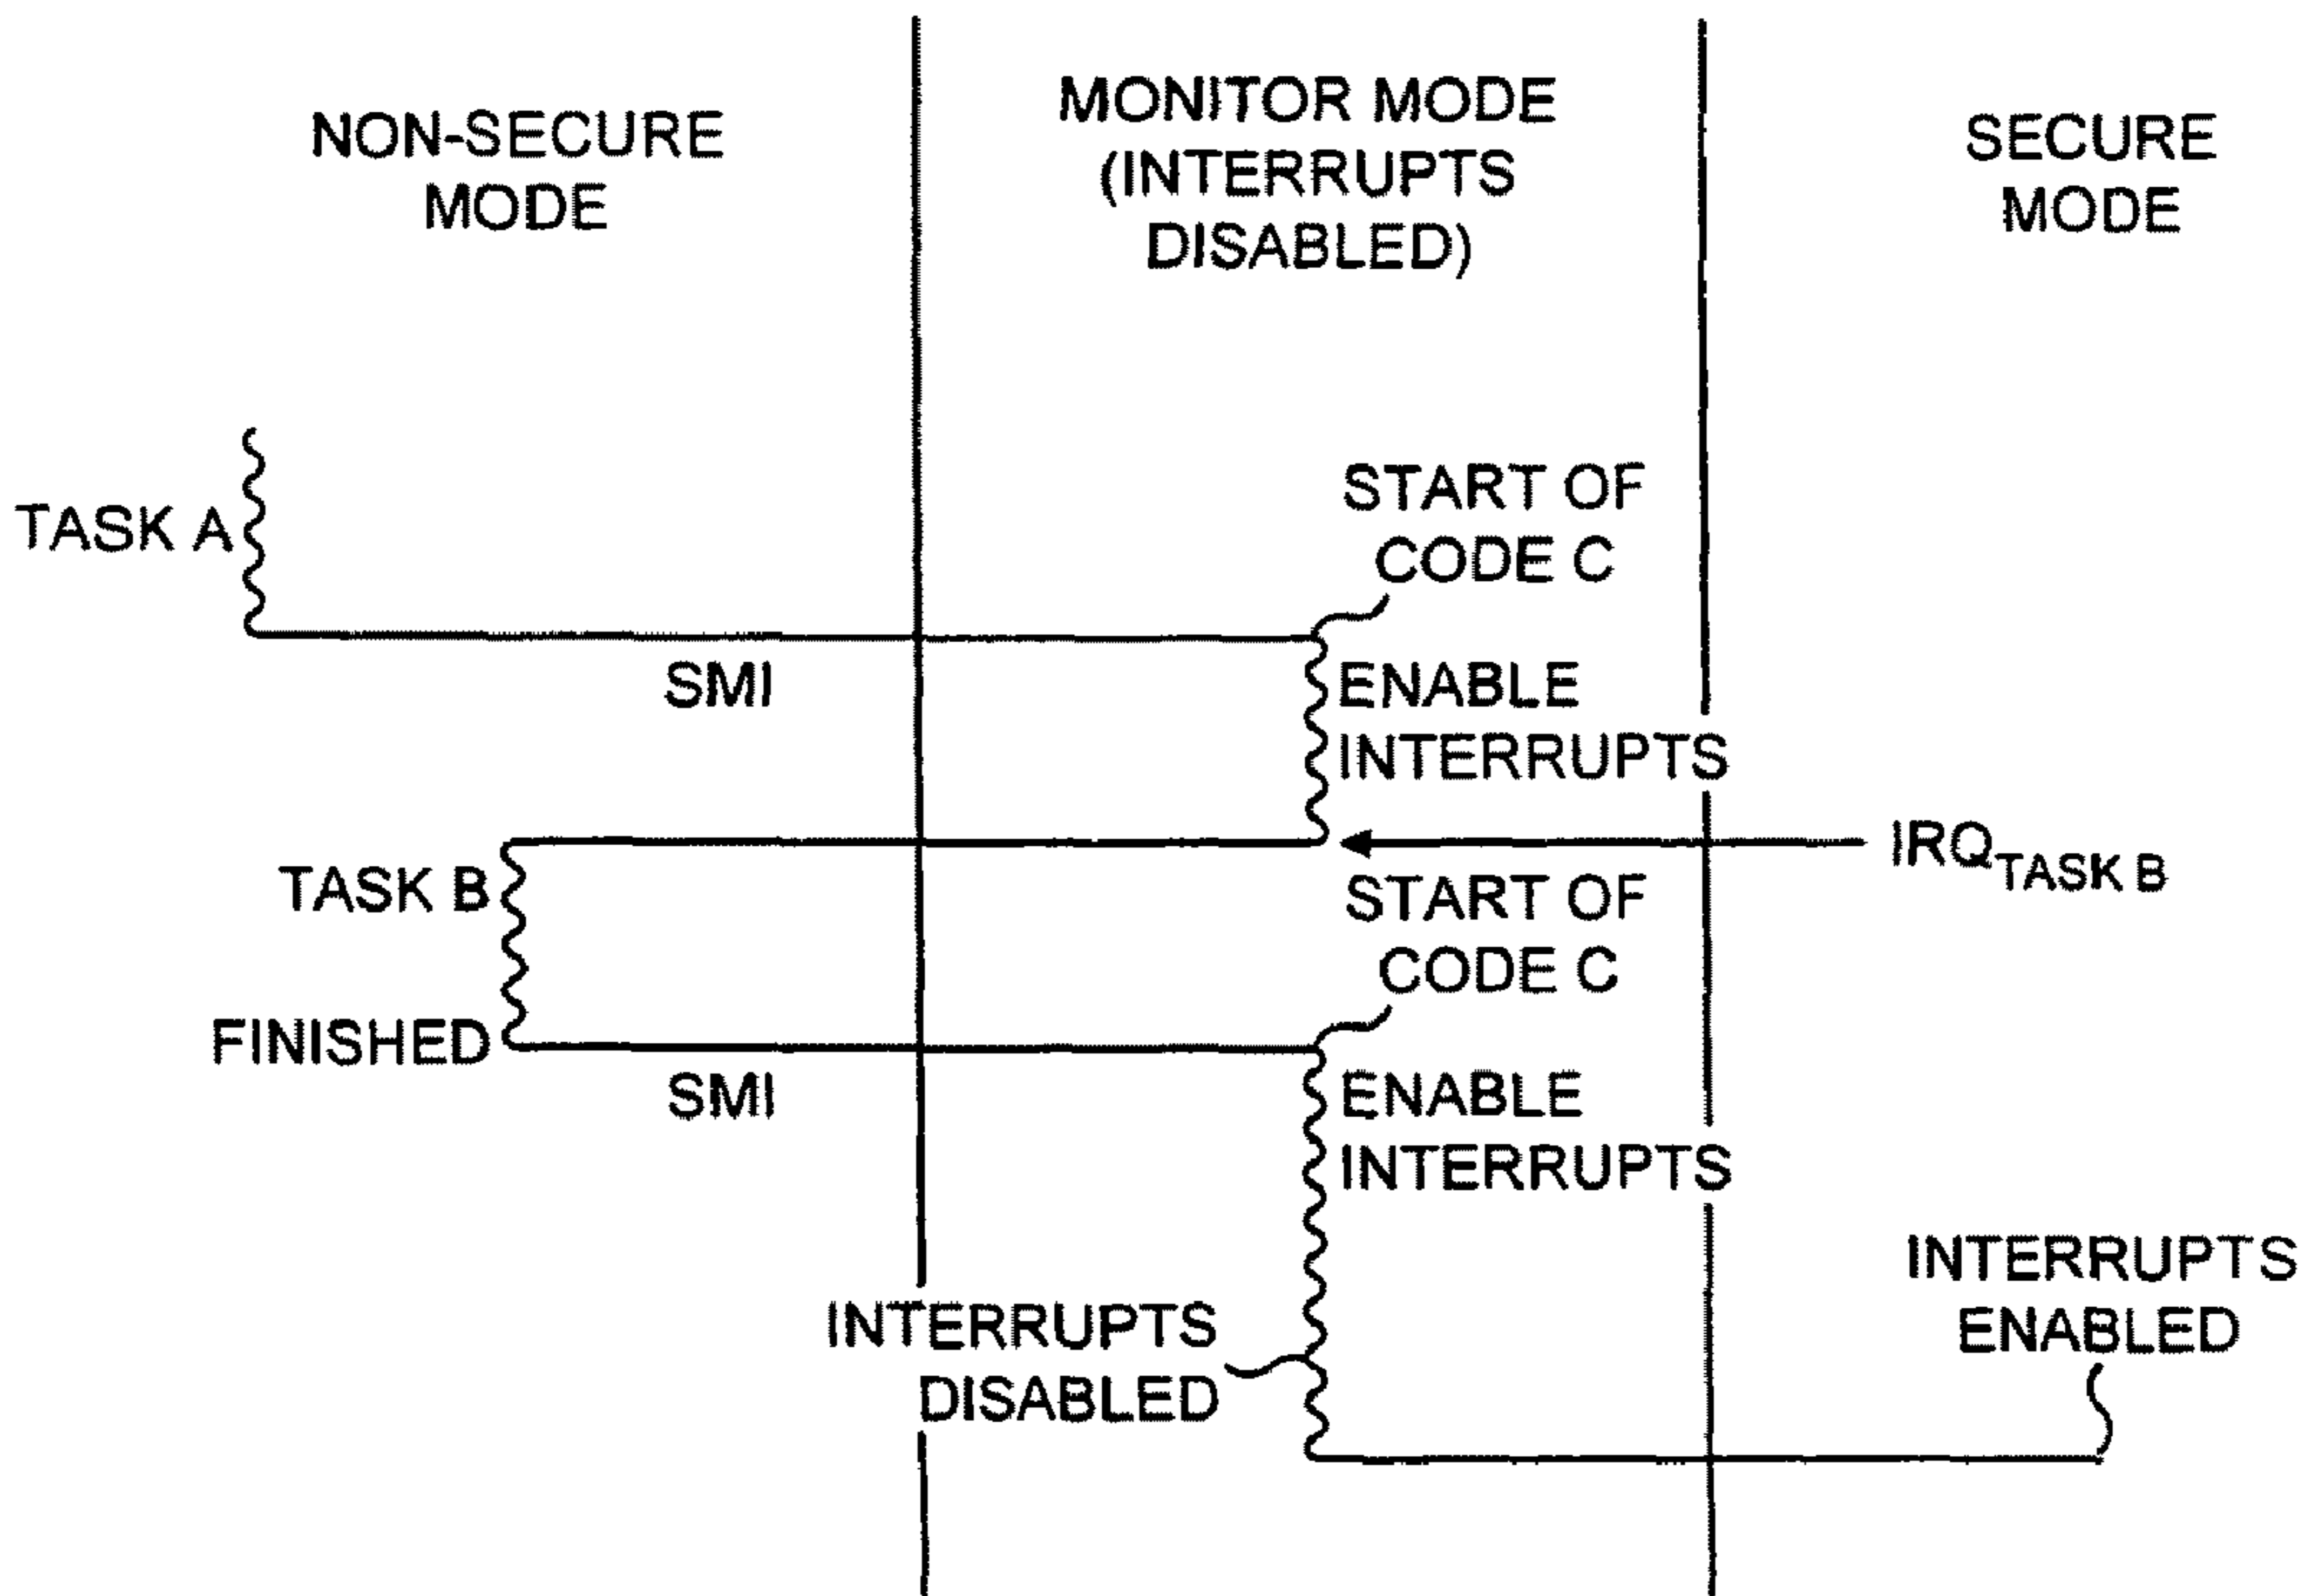 NON-SECURE
MODE
MONITOR MODE
(INTERRUPTS
DISABLED)
SECURE
MODE
TASK A
START OF
CODE C
SMI
ENABLE
INTERRUPTS
IRQTASK B
TASK B
START OF
CODE C
FINISHED
SMI
ENABLE
INTERRUPTS
INTERRUPTS
DISABLED
INTERRUPTS
ENABLED